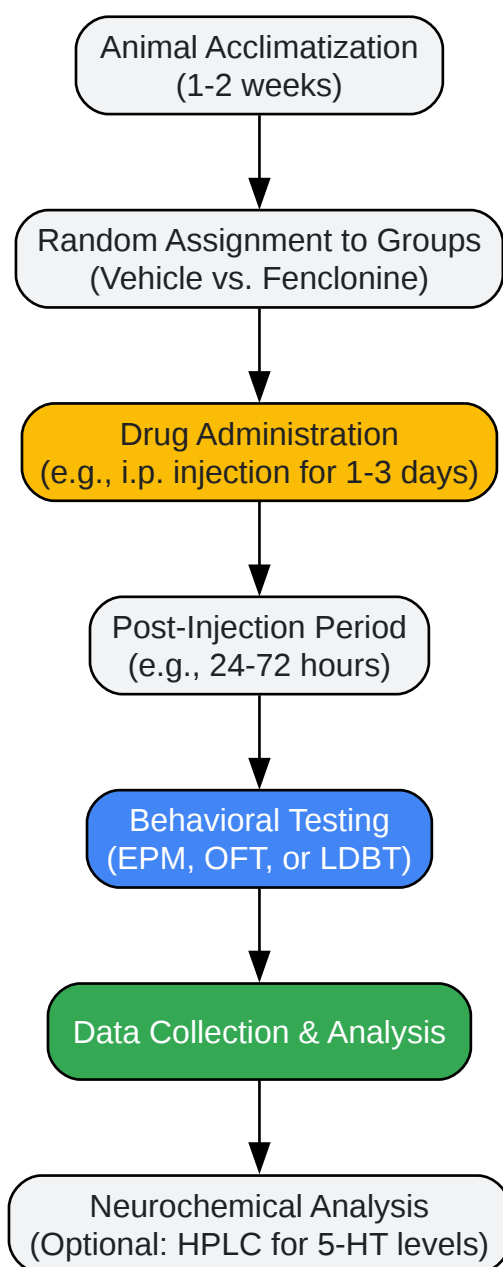 Animal Acclimatization
(1-2 weeks)
Random Assignment to Groups
(Vehicle vs. Fenclonine)
Drug Administration
(e.g., i.p. injection for 1-3 days)
Post-Injection Period
(e.g., 24-72 hours)
Behavioral Testing
(EPM, OFT, or LDBT)
Data Collection & Analysis
Neurochemical Analysis
(Optional: HPLC for 5-HT levels)